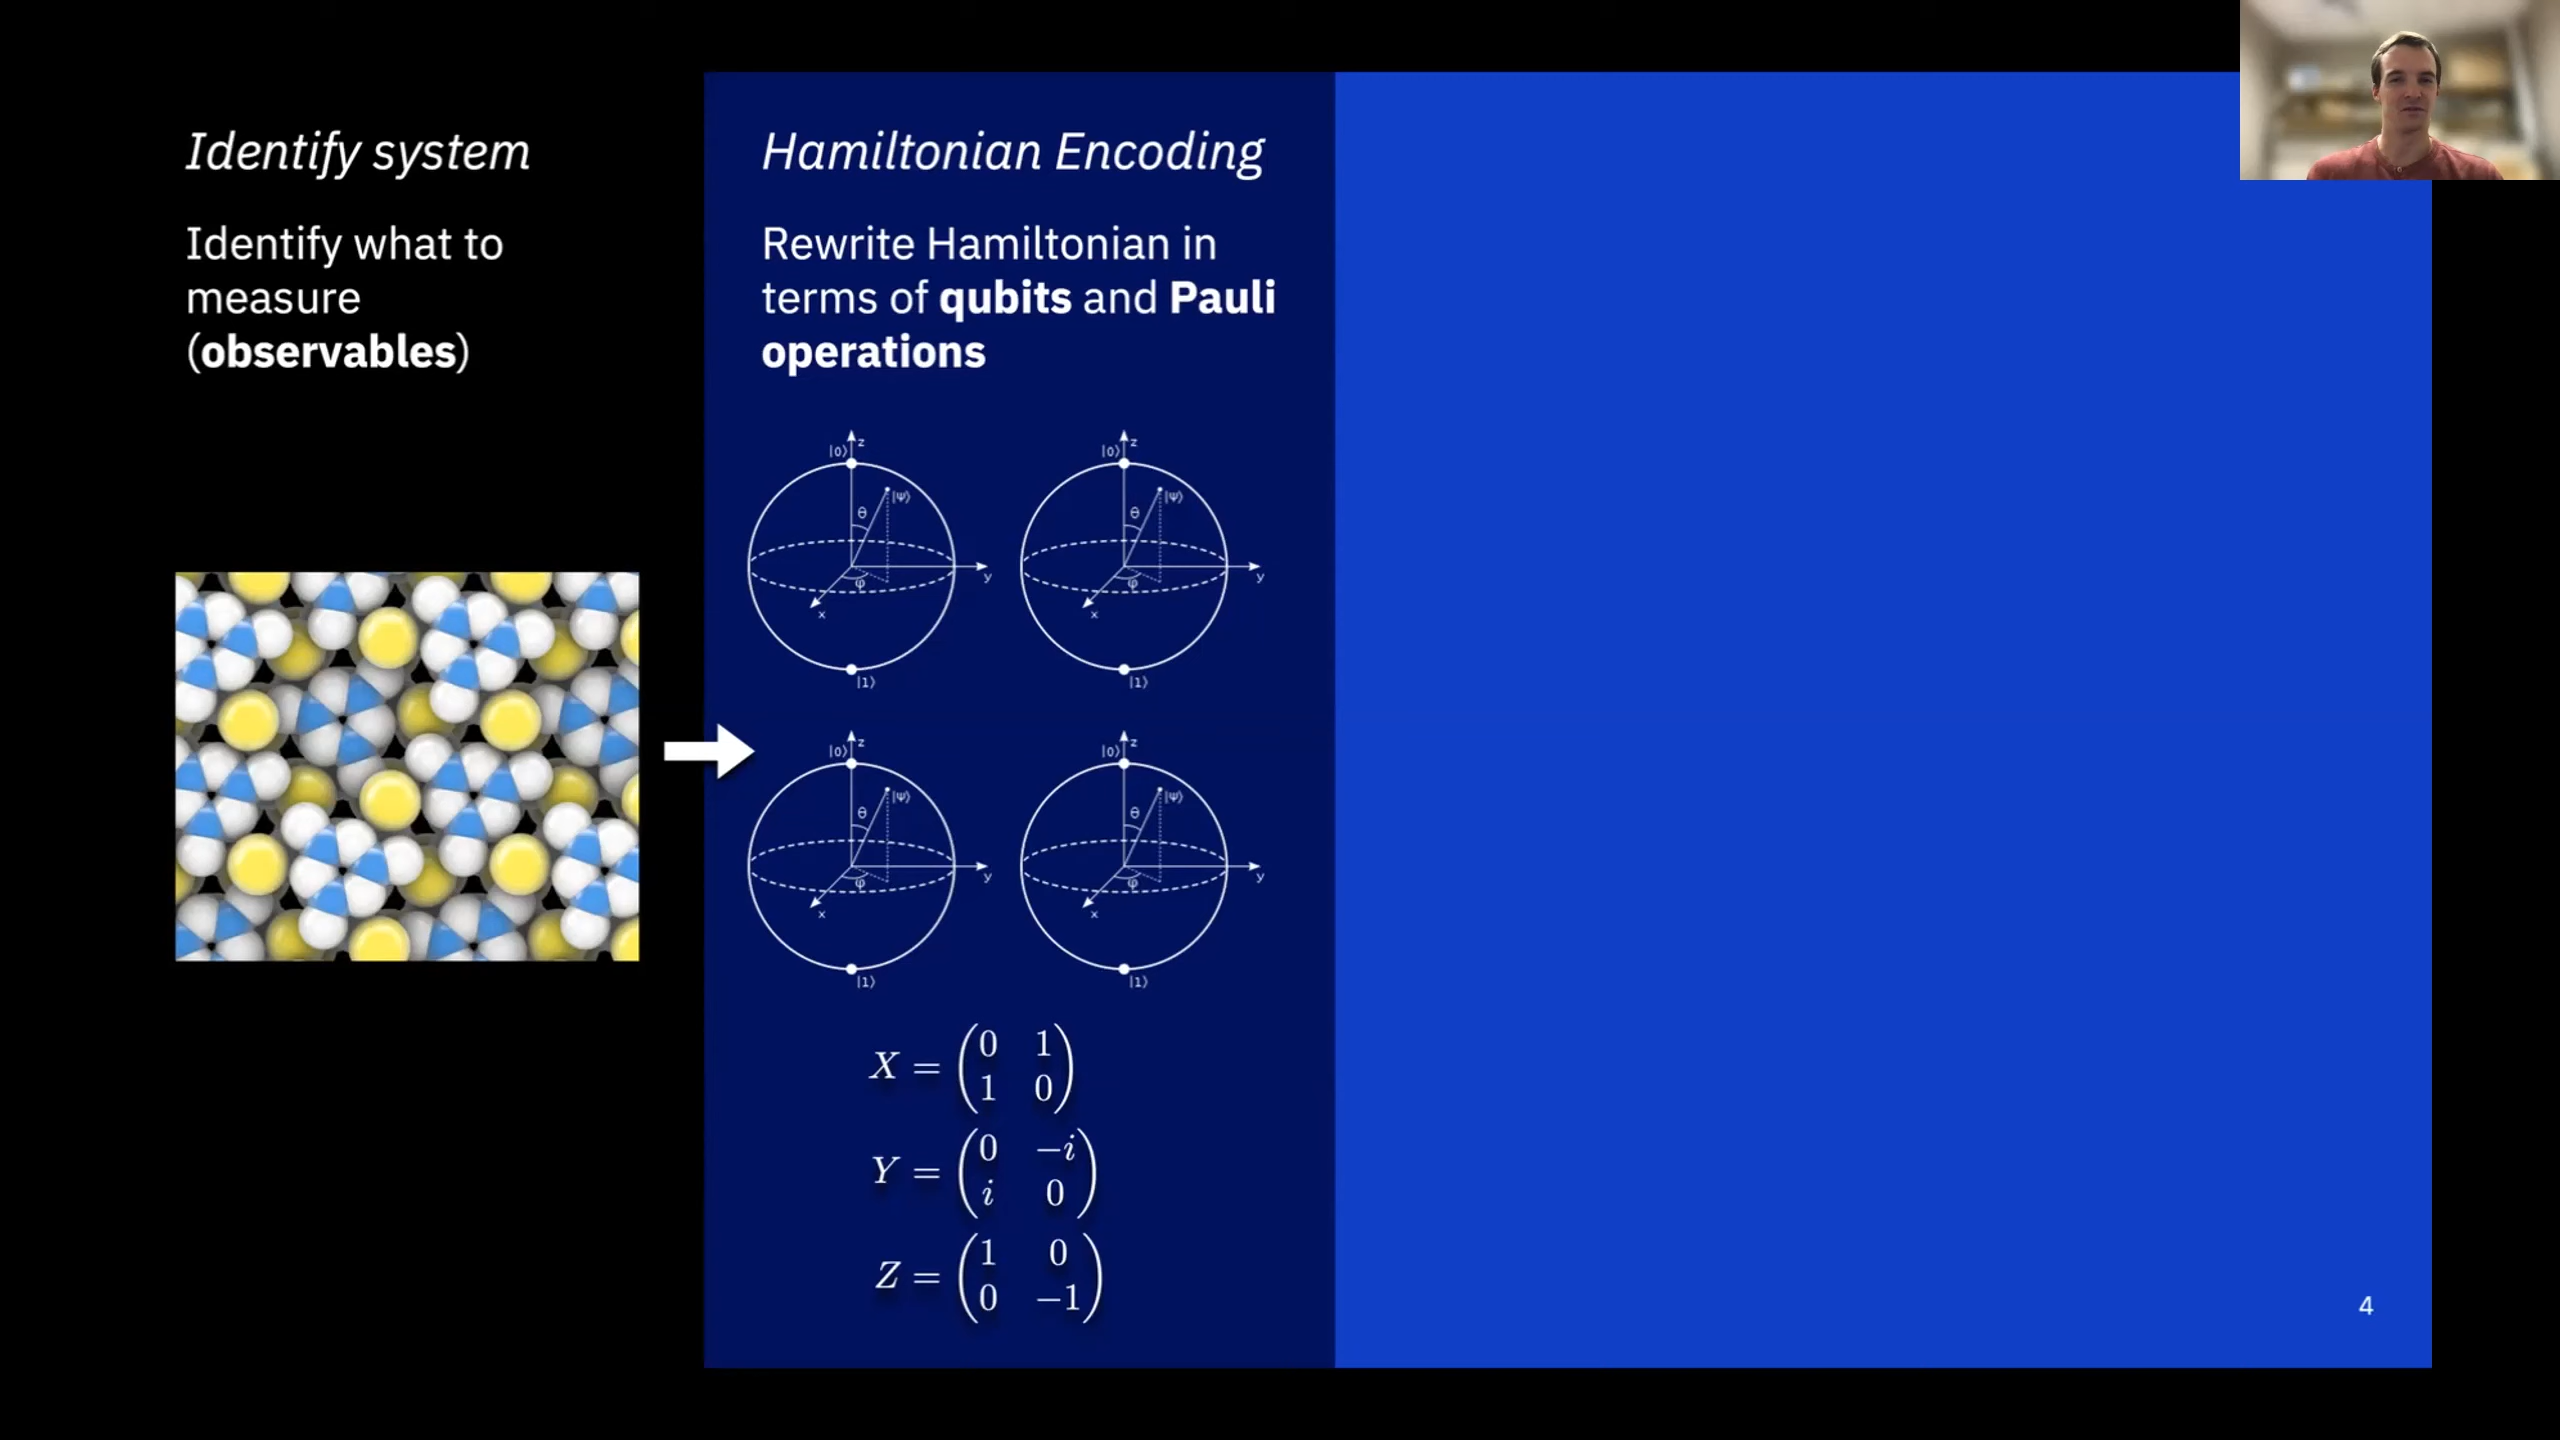 Identify system
Identify what to
measure
(observables)
Hamiltonian Encoding
Rewrite Hamiltonian in
terms of qubits and Pauli
operations
|0⟩ z
|ψ⟩
θ
φ
y
x
|1⟩
|0⟩ z
|ψ⟩
θ
φ
y
x
|1⟩
|0⟩ z
|ψ⟩
θ
φ
y
x
|1⟩
|0⟩ z
|ψ⟩
θ
φ
y
x
|1⟩
X = (0 1
1 0)
Y = (0 −i
i 0)
Z = (1 0
0 −1)
4